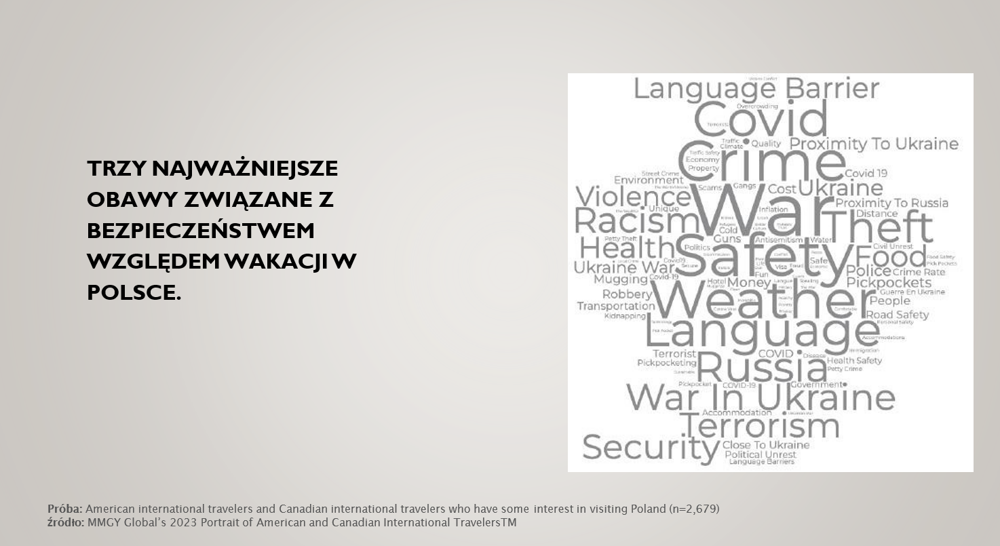 TRZY NAJWAŻNIEJSZE
OBAWY ZWIĄZANE Z
BEZPIECZEŃSTWEM
WZGLĘDEM WAKACJI W
POLSCE.
Language Barrier
Overcrowding
Covid
Traffic
Climate
Quality
Proximity To Ukraine
Traffic Safety
Economy
Property
Crime
Covid 19
Street Crime
Environment
Scams
Gangs
Cost
Ukraine
Violence
Unique
War
Inflation
Proximity To Russia
Distance
Racism
Theft
Cold
Guns
Antisemitism
Water
Civil Unrest
Petty Theft
Health
Politics
Safety
Food
Food Safety
Pick Pockets
Ukraine War
Covid19
Secure
Visa
Fraud
Safe
Police
Crime Rate
Mugging
Covid-19
Hotel
Money
Fun
Pickpockets
Guerre En Ukraine
Robbery
Weather
People
Transportation
Kidnapping
Road Safety
Personal Safety
Language
Accommodations
Immigration
Terrorist
COVID
Disease
Health Safety
Pickpocketing
Russia
Petty Crime
Pickpocket
COVID-19
Government
War In Ukraine
Accommodation
Terrorism
Security
Close To Ukraine
Political Unrest
Language Barriers
Próba: American international travelers and Canadian international travelers who have some interest in visiting Poland (n=2,679)
źródło: MMGY Global’s 2023 Portrait of American and Canadian International TravelersTM